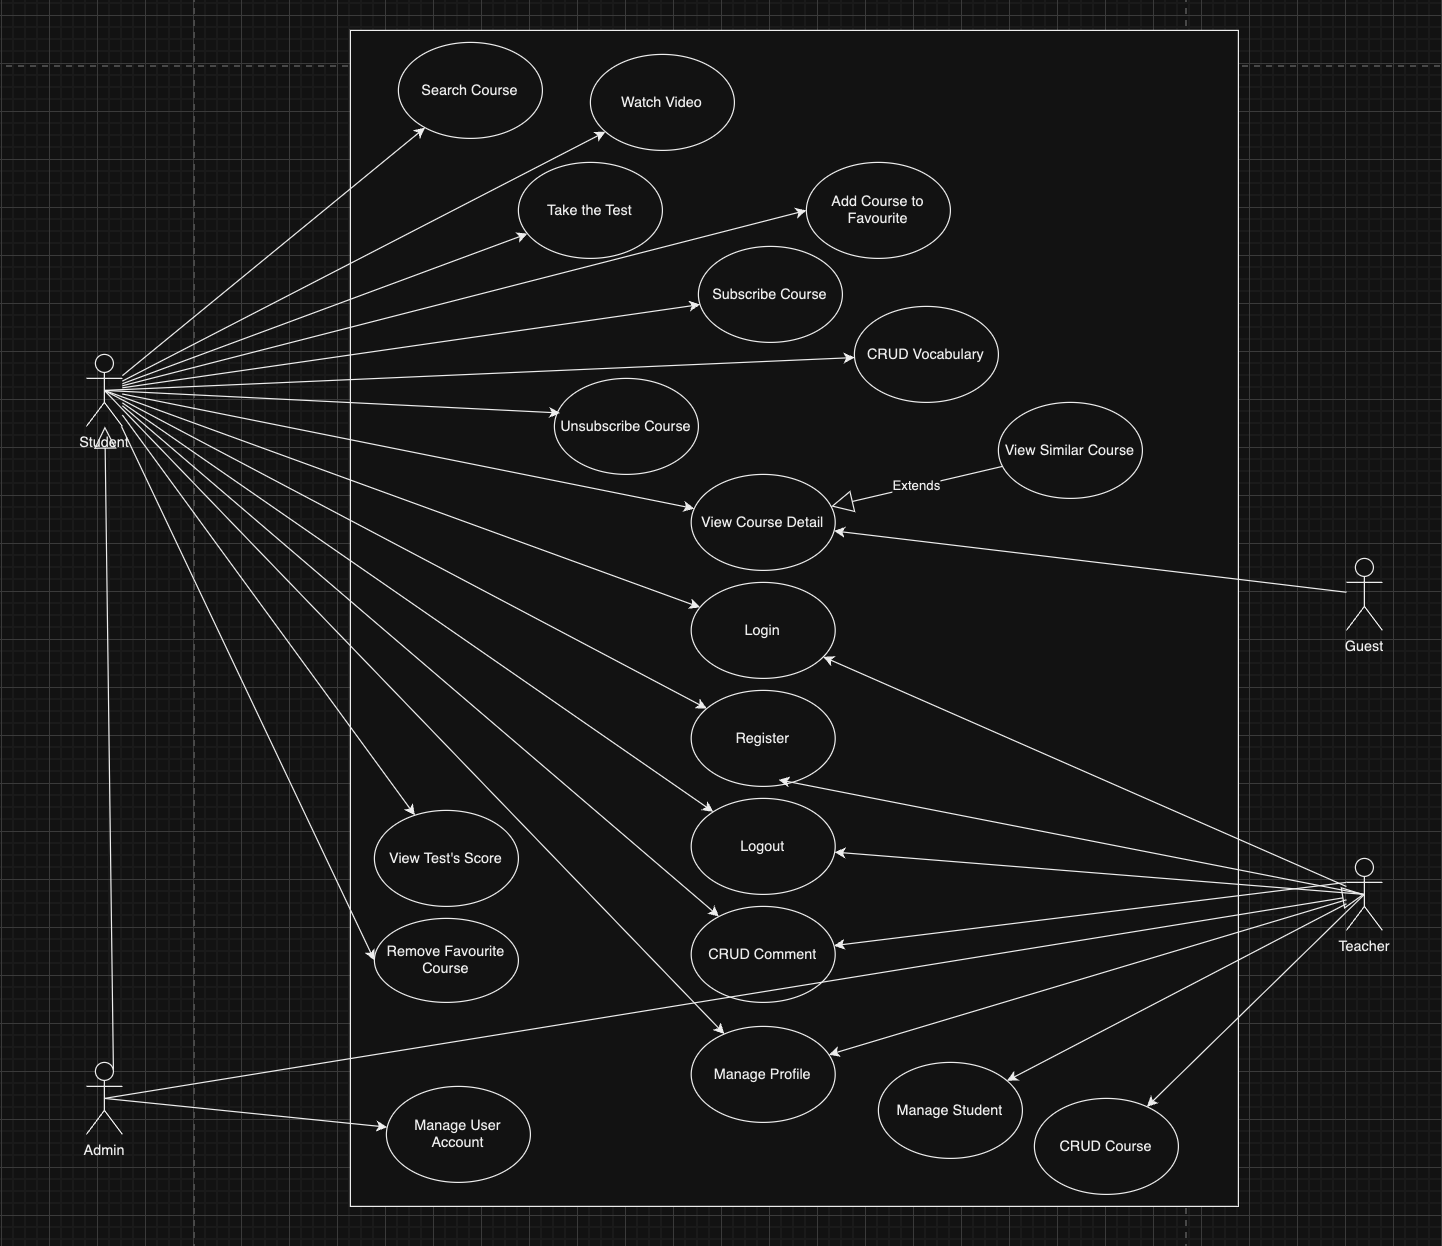 Search Course
Watch Video
Take the Test
Add Course to
Favourite
Subscribe Course
CRUD Vocabulary
Student
Unsubscribe Course
View Similar Course
Extends
View Course Detail
Login
Guest
Register
Logout
View Test's Score
CRUD Comment
Teacher
Remove Favourite
Course
Manage Profile
Manage Student
Manage User
Account
CRUD Course
Admin